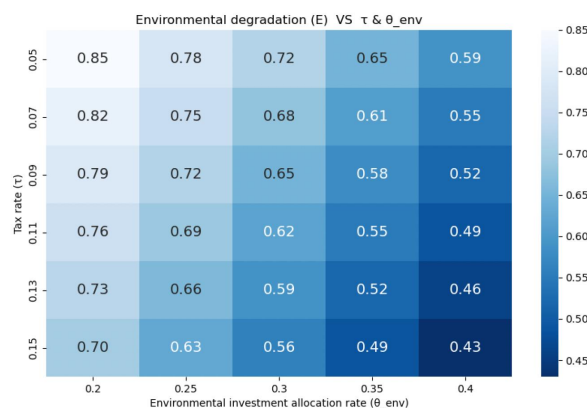 Environmental degradation (E) VS τ & θ_env
0.05 0.85 0.78 0.72 0.65 0.59
0.07 0.82 0.75 0.68 0.61 0.55
0.09 0.79 0.72 0.65 0.58 0.52
0.11 0.76 0.69 0.62 0.55 0.49
0.13 0.73 0.66 0.59 0.52 0.46
0.15 0.70 0.63 0.56 0.49 0.43
Tax rate (τ)
0.2 0.25 0.3 0.35 0.4
Environmental investment allocation rate (θ_env)
0.85
0.80
0.75
0.70
0.65
0.60
0.55
0.50
0.45